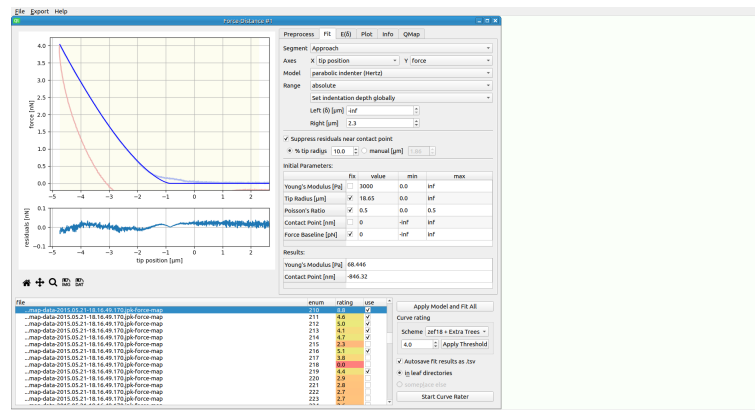 File Export Help
Force-Distance #1
4.0
3.5
3.0
2.5
2.0
1.5
1.0
0.5
0.0
force [nN]
−5 −4 −3 −2 −1 0 1 2
0.1
0.0
−0.1
residuals [nN]
−5 −4 −3 −2 −1 0 1 2
tip position [µm]
IMG DAT
Preprocess Fit E(δ) Plot Info QMap
Segment Approach
Axes X tip position Y force
Model parabolic indenter (Hertz)
Range absolute
Set indentation depth globally
Left (δ) [µm] -inf
Right [µm] 2.3
Suppress residuals near contact point
% tip radius 10.0 manual [µm]
Initial Parameters:
fix value min max
Young's Modulus [Pa] 3000 0.0 inf
Tip Radius [µm] 18.65 0.0 inf
Poisson's Ratio 0.5 0.0 0.5
Contact Point [nm] 0 -inf inf
Force Baseline [pN] 0 -inf inf
Results:
Young's Modulus [Pa] 68.446
Contact Point [nm] -846.32
File enum rating use
...map-data-2015.05.21-18.16.49.170.jpk-force-map 210 8.8
...map-data-2015.05.21-18.16.49.170.jpk-force-map 211 4.6
...map-data-2015.05.21-18.16.49.170.jpk-force-map 212 5.0
...map-data-2015.05.21-18.16.49.170.jpk-force-map 213 4.1
...map-data-2015.05.21-18.16.49.170.jpk-force-map 214 4.7
...map-data-2015.05.21-18.16.49.170.jpk-force-map 215 2.3
...map-data-2015.05.21-18.16.49.170.jpk-force-map 216 5.1
...map-data-2015.05.21-18.16.49.170.jpk-force-map 217 3.8
...map-data-2015.05.21-18.16.49.170.jpk-force-map 218 0.0
...map-data-2015.05.21-18.16.49.170.jpk-force-map 219 4.4
...map-data-2015.05.21-18.16.49.170.jpk-force-map 220 2.9
...map-data-2015.05.21-18.16.49.170.jpk-force-map 221 2.8
...map-data-2015.05.21-18.16.49.170.jpk-force-map 222 2.7
...map-data-2015.05.21-18.16.49.170.jpk-force-map 223 2.7
Apply Model and Fit All
Curve rating
Scheme zef18 + Extra Trees
4.0 Apply Threshold
Autosave fit results as .tsv
in leaf directories
someplace else
Start Curve Rater